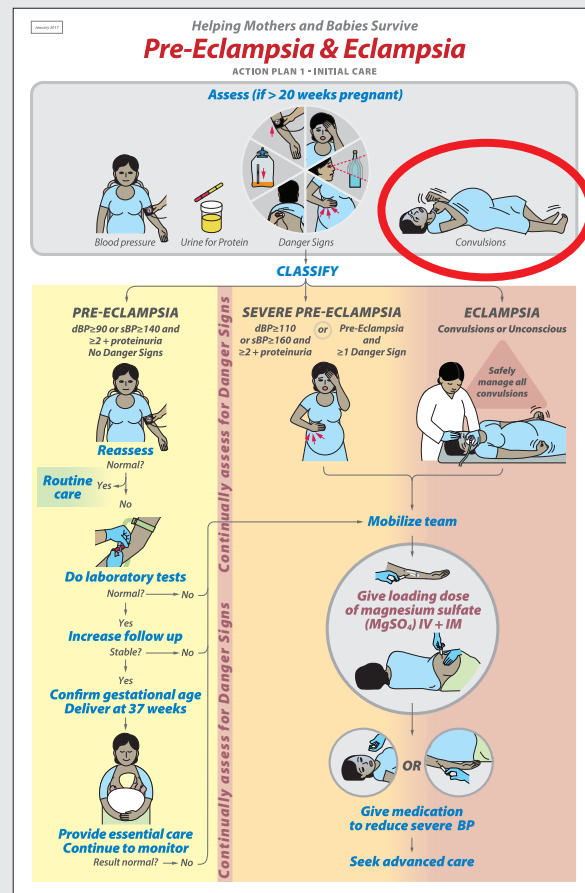 January 2017
Helping Mothers and Babies Survive
Pre-Eclampsia & Eclampsia
ACTION PLAN 1 - INITIAL CARE
Assess (if > 20 weeks pregnant)
Blood pressure
Urine for Protein
Danger Signs
Convulsions
CLASSIFY
PRE-ECLAMPSIA
dBP≥90 or sBP≥140 and
≥2 + proteinuria
No Danger Signs
Reassess
Normal?
Routine
care
Yes
No
Do laboratory tests
Normal?
No
Yes
Increase follow up
Stable?
No
Yes
Confirm gestational age
Deliver at 37 weeks
Provide essential care
Continue to monitor
Result normal?
No
Continually assess for Danger Signs
Continually assess for Danger Signs
SEVERE PRE-ECLAMPSIA
dBP≥110
or sBP≥160 and
≥2 + proteinuria
or
Pre-Eclampsia
and
≥1 Danger Sign
ECLAMPSIA
Convulsions or Unconscious
Safely
manage all
convulsions
Mobilize team
Give loading dose
of magnesium sulfate
(MgSO₄) IV + IM
OR
Give medication
to reduce severe BP
Seek advanced care